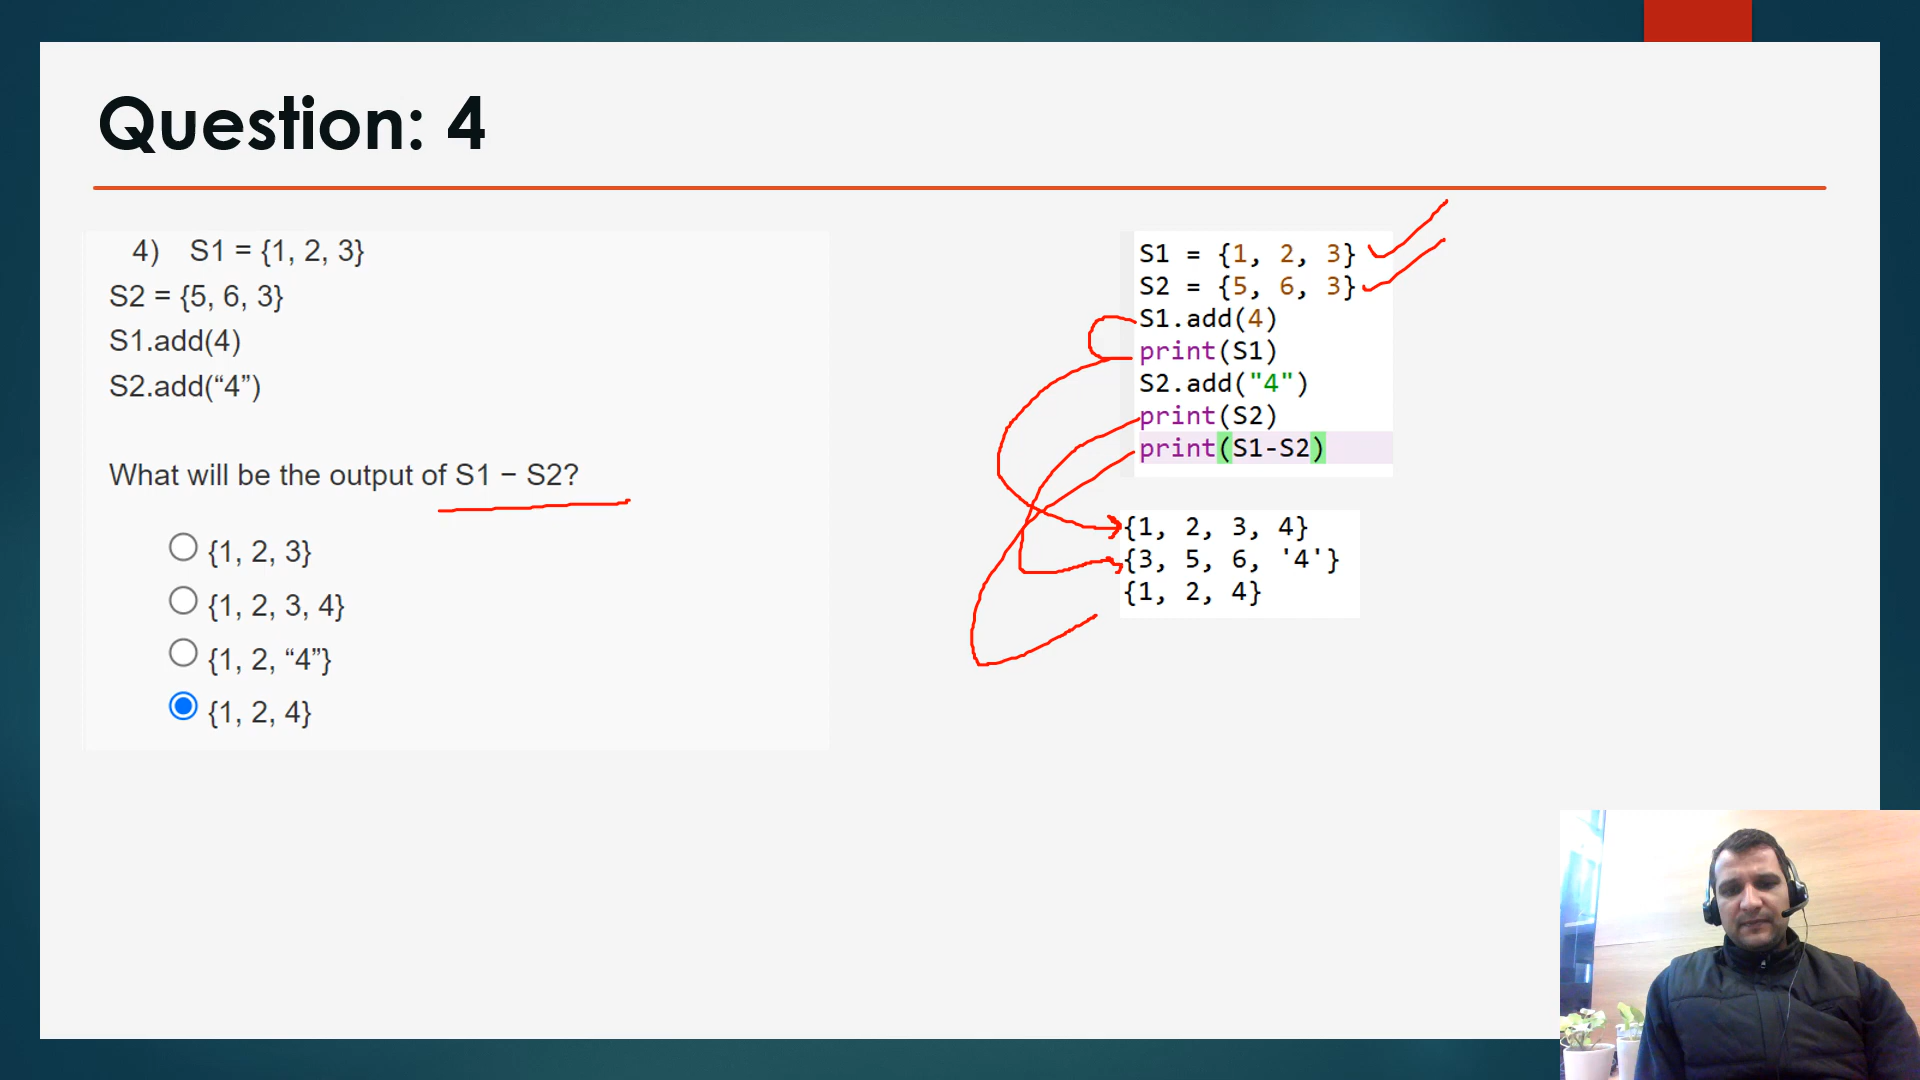 Question: 4
4) S1 = {1, 2, 3}
S2 = {5, 6, 3}
S1.add(4)
S2.add(“4”)
What will be the output of S1 − S2?
{1, 2, 3}
{1, 2, 3, 4}
{1, 2, “4”}
{1, 2, 4}
S1 = {1, 2, 3}
S2 = {5, 6, 3}
S1.add(4)
print(S1)
S2.add("4")
print(S2)
print(S1-S2)
{1, 2, 3, 4}
{3, 5, 6, '4'}
{1, 2, 4}